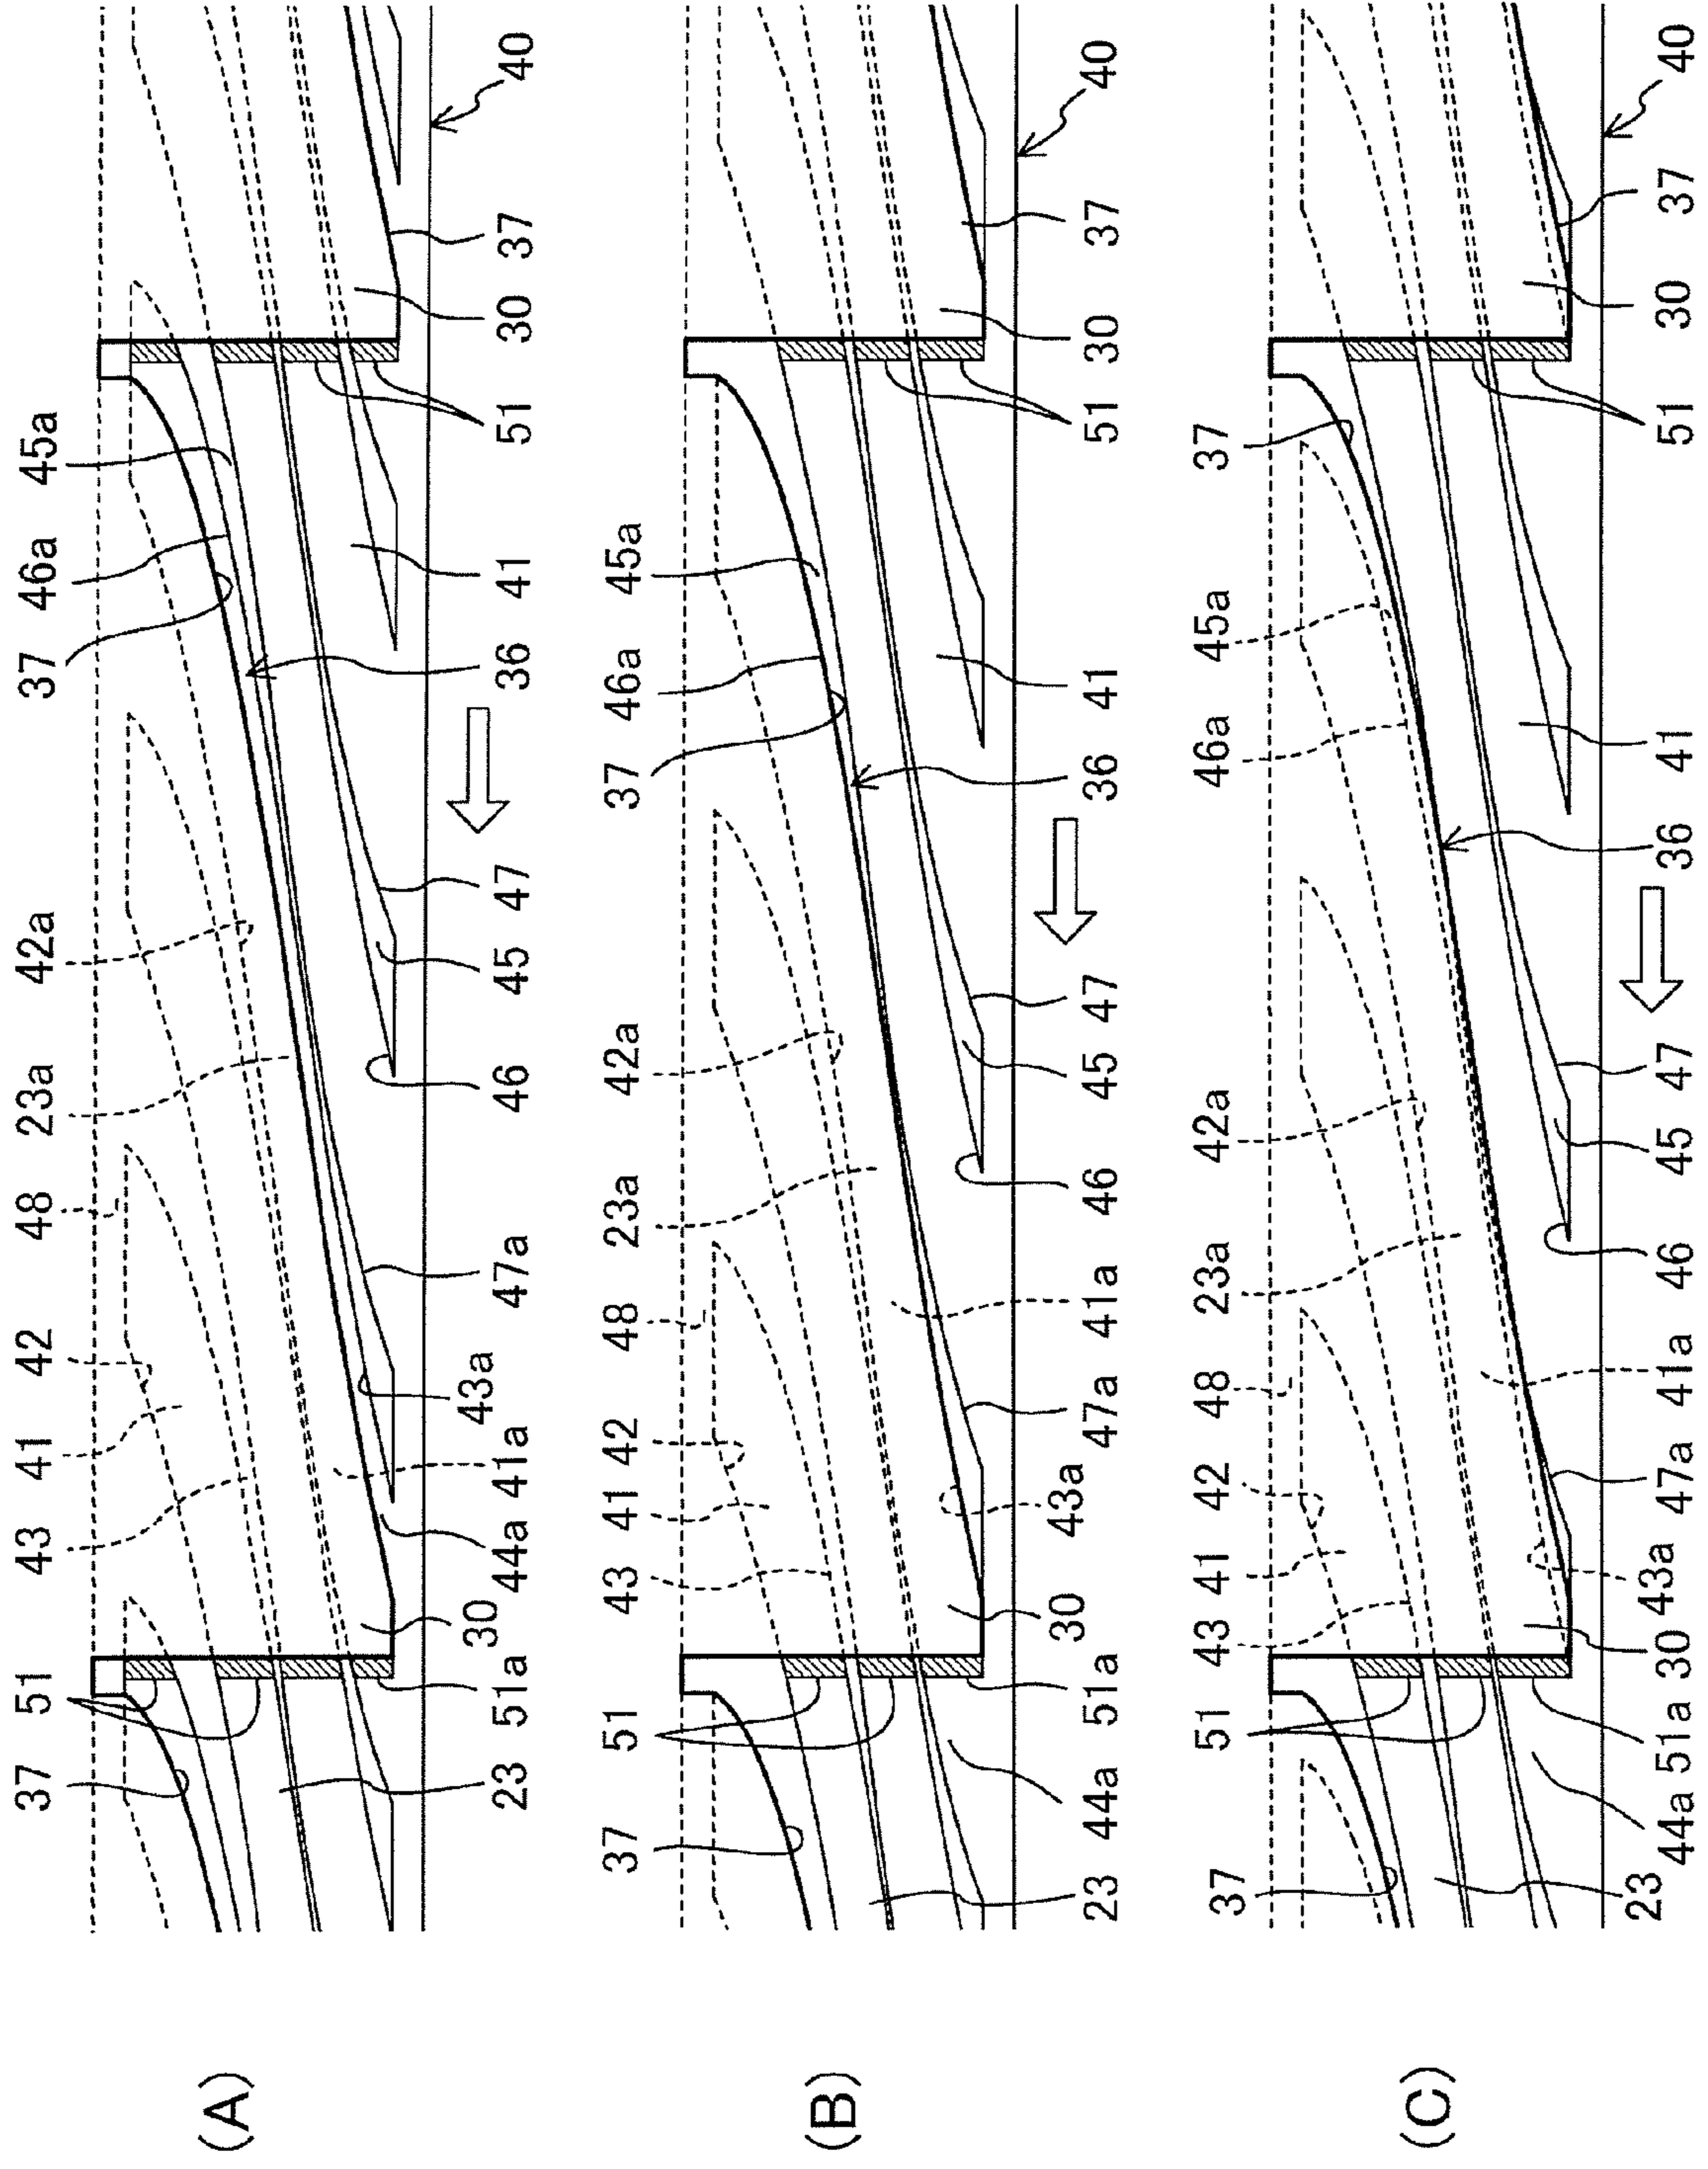 37 51 43 41 42 48 23a 42a 37 46a 45a
(A)
23 51a 30 44a 41a 43a 47a 46 45 47 36 41 51 30 37 40
37 51 43 41 42 48 23a 42a 37 46a 45a
(B)
23 44a 51a 30 43a 47a 41a 46 45 47 36 41 51 30 37 40
37 51 43 41 42 48 23a 42a 46a 45a 37
(C)
23 44a 51a 30 43a 47a 41a 46 45 47 36 41 51 30 37 40